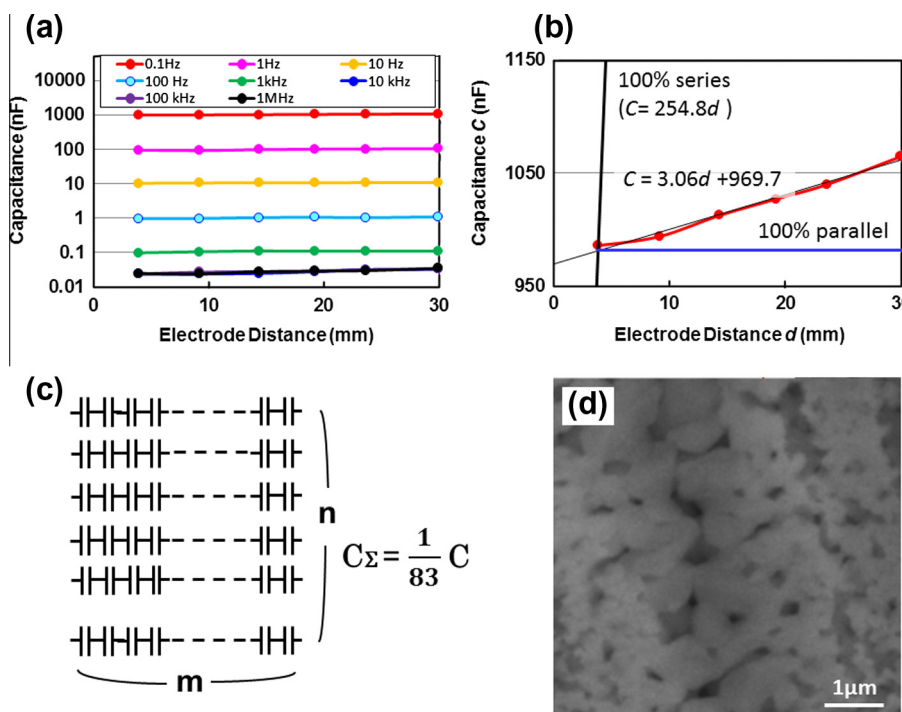 (a)
0.1Hz 1Hz 10 Hz
100 Hz 1kHz 10 kHz
100 kHz 1MHz
Capacitance (nF)
10000
1000
100
10
1
0.1
0.01
0 10 20 30
Electrode Distance (mm)
(b)
Capacitance C (nF)
1150
1050
950
100% series
(C= 254.8d )
C = 3.06d +969.7
100% parallel
0 10 20 30
Electrode Distance d (mm)
(c)
n
m
CΣ = 1/83 C
(d)
1μm